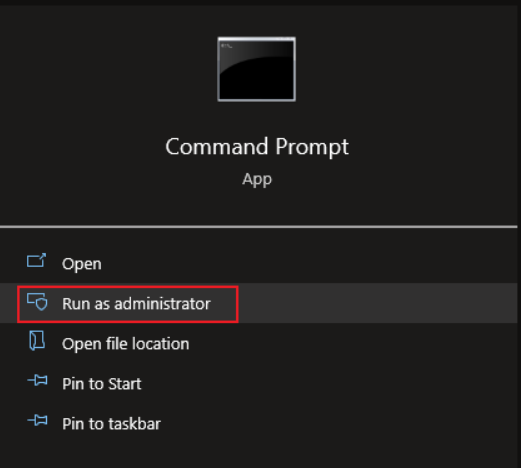 Command Prompt
App
Open
Run as administrator
Open file location
Pin to Start
Pin to taskbar